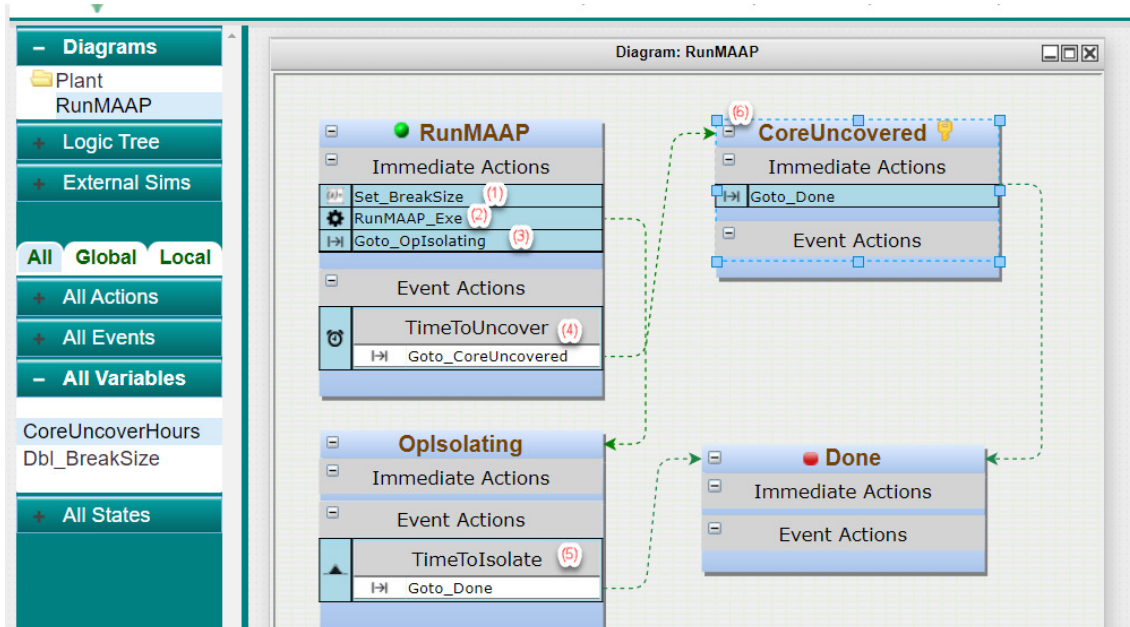 Diagrams
Plant
RunMAAP
Logic Tree
External Sims
All Global Local
All Actions
All Events
All Variables
CoreUncoverHours
Dbl_BreakSize
All States
Diagram: RunMAAP
RunMAAP
Immediate Actions
Set_BreakSize (1)
RunMAAP_Exe (2)
Goto_OpIsolating (3)
Event Actions
TimeToUncover (4)
Goto_CoreUncovered
(6)
CoreUncovered
Immediate Actions
Goto_Done
Event Actions
OpIsolating
Immediate Actions
Event Actions
TimeToIsolate (5)
Goto_Done
Done
Immediate Actions
Event Actions